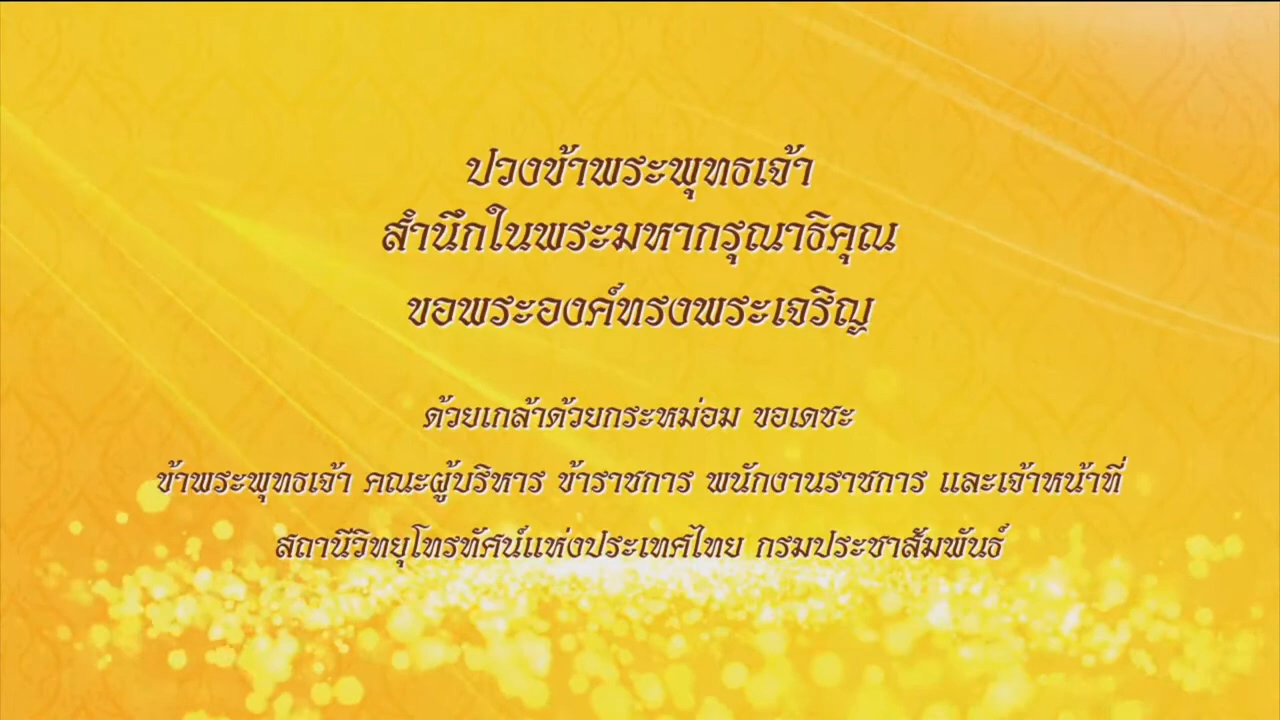 ปวงข้าพระพุทธเจ้า
สำนึกในพระมหากรุณาธิคุณ
ขอพระองค์ทรงพระเจริญ
ด้วยเกล้าด้วยกระหม่อม ขอเดชะ
ข้าพระพุทธเจ้า คณะผู้บริหาร ข้าราชการ พนักงานราชการ และเจ้าหน้าที่
สถานีวิทยุโทรทัศน์แห่งประเทศไทย กรมประชาสัมพันธ์